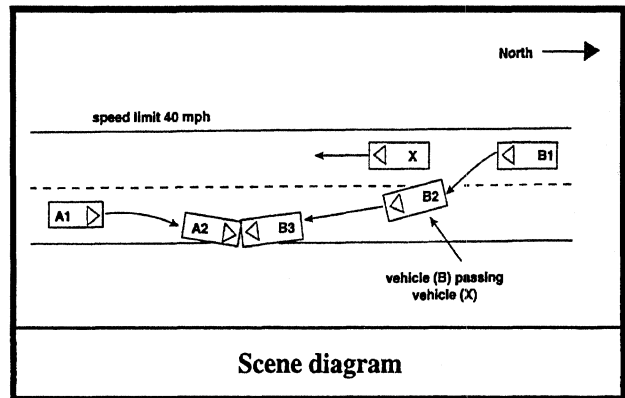 North
speed limit 40 mph
X
B1
B2
A1
A2
B3
vehicle (B) passing
vehicle (X)
Scene diagram